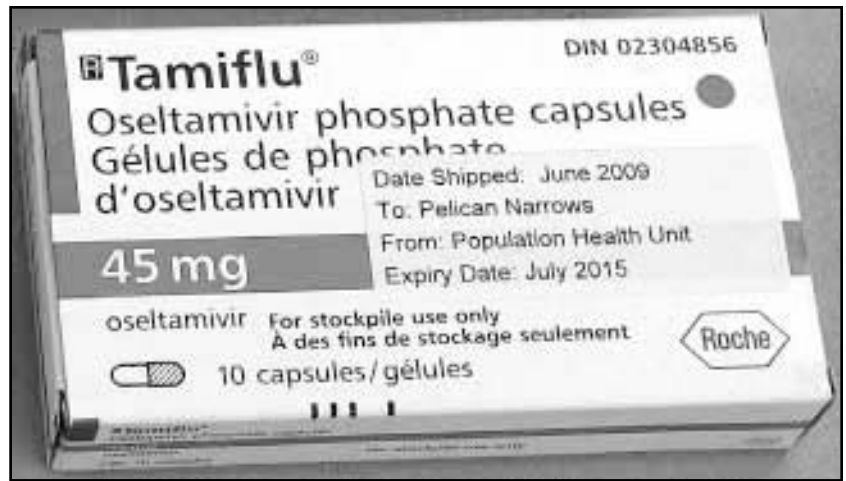 Tamiflu®
DIN 02304856
Oseltamivir phosphate capsules
Gélules de phosphate
d'oseltamivir
Date Shipped: June 2009
To: Pelican Narrows
From: Population Health Unit
Expiry Date: July 2015
45 mg
oseltamivir
For stockpile use only
À des fins de stockage seulement
Roche
10 capsules/gélules
Tamiflu®